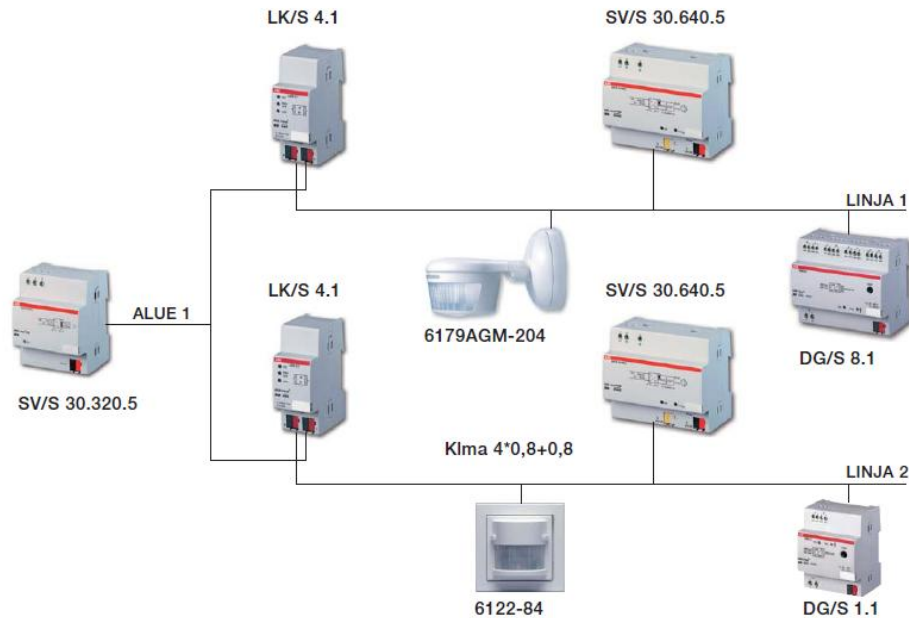 LK/S 4.1
SV/S 30.640.5
LINJA 1
LK/S 4.1
SV/S 30.640.5
ALUE 1
6179AGM-204
DG/S 8.1
SV/S 30.320.5
Klma 4*0,8+0,8
LINJA 2
6122-84
DG/S 1.1